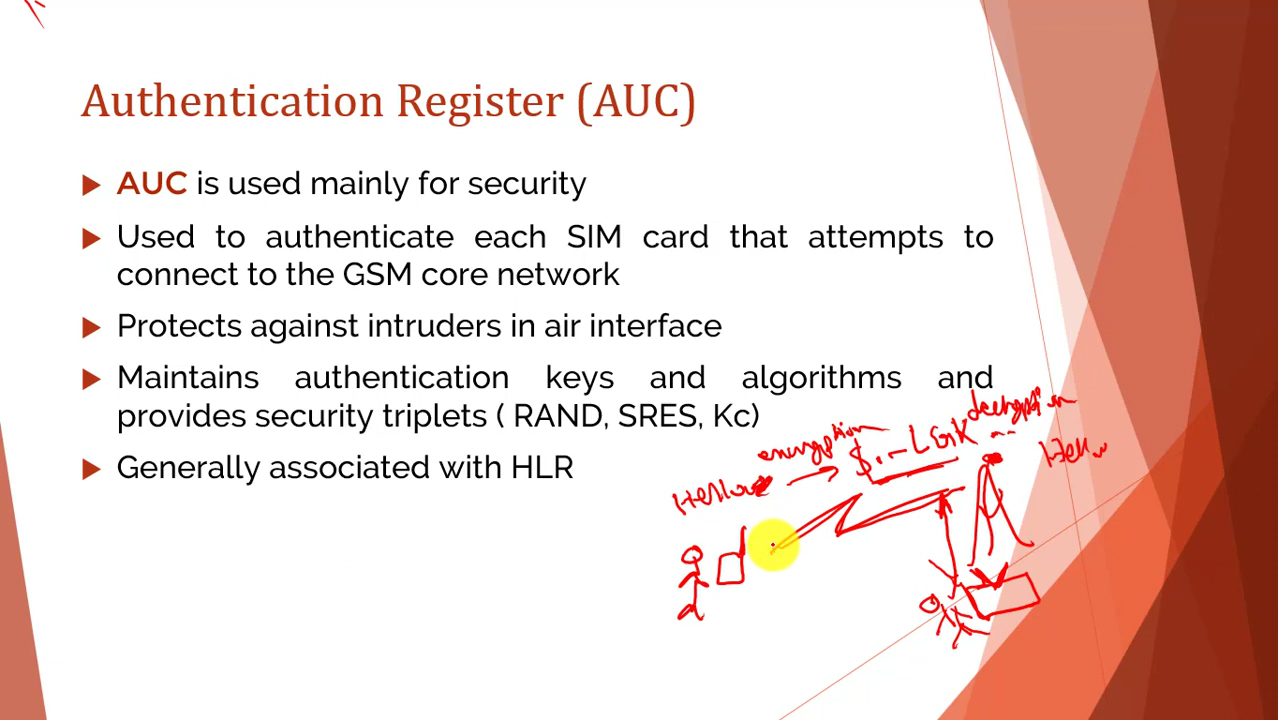 Authentication Register (AUC)
AUC is used mainly for security
Used to authenticate each SIM card that attempts to
connect to the GSM core network
Protects against intruders in air interface
Maintains authentication keys and algorithms and
provides security triplets ( RAND, SRES, Kc)
decryption
encryption
Generally associated with HLR
Hello
Hello